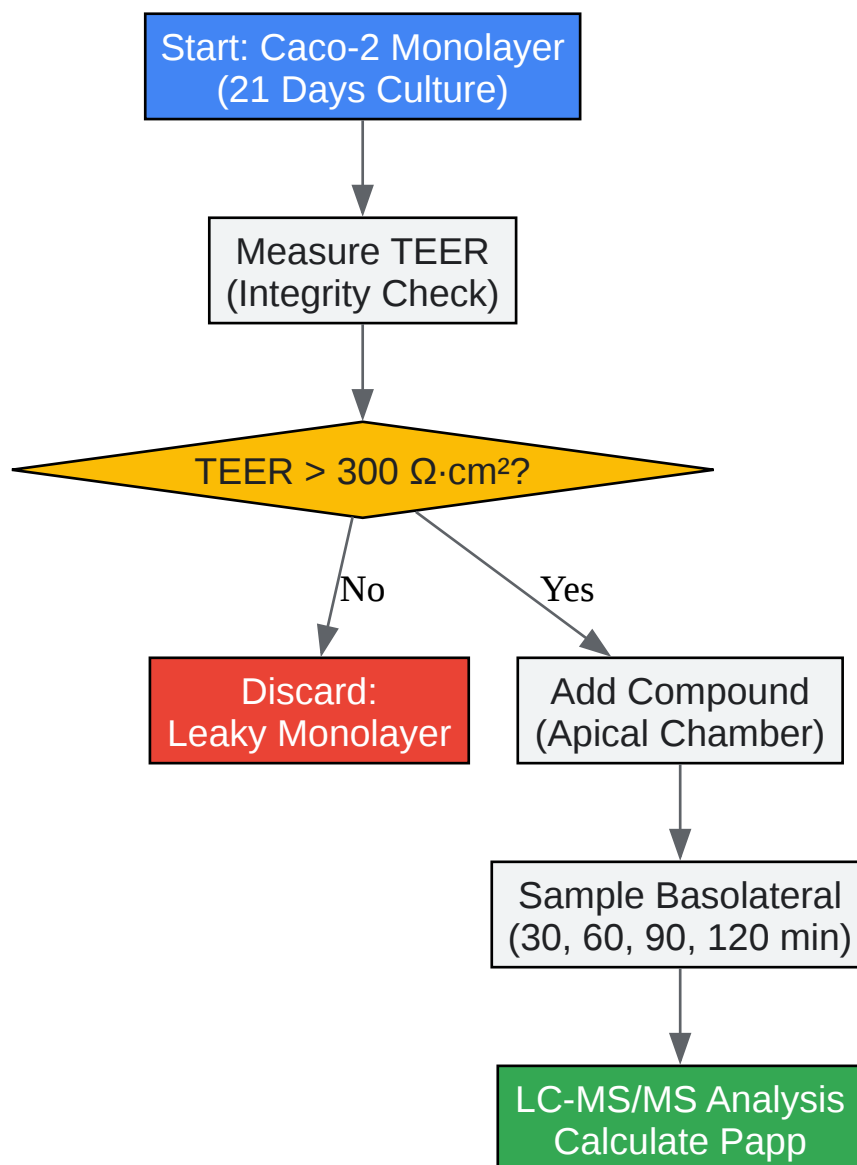 Start: Caco-2 Monolayer
(21 Days Culture)
Measure TEER
(Integrity Check)
TEER > 300 Ω·cm²?
No
Yes
Discard:
Leaky Monolayer
Add Compound
(Apical Chamber)
Sample Basolateral
(30, 60, 90, 120 min)
LC-MS/MS Analysis
Calculate Papp